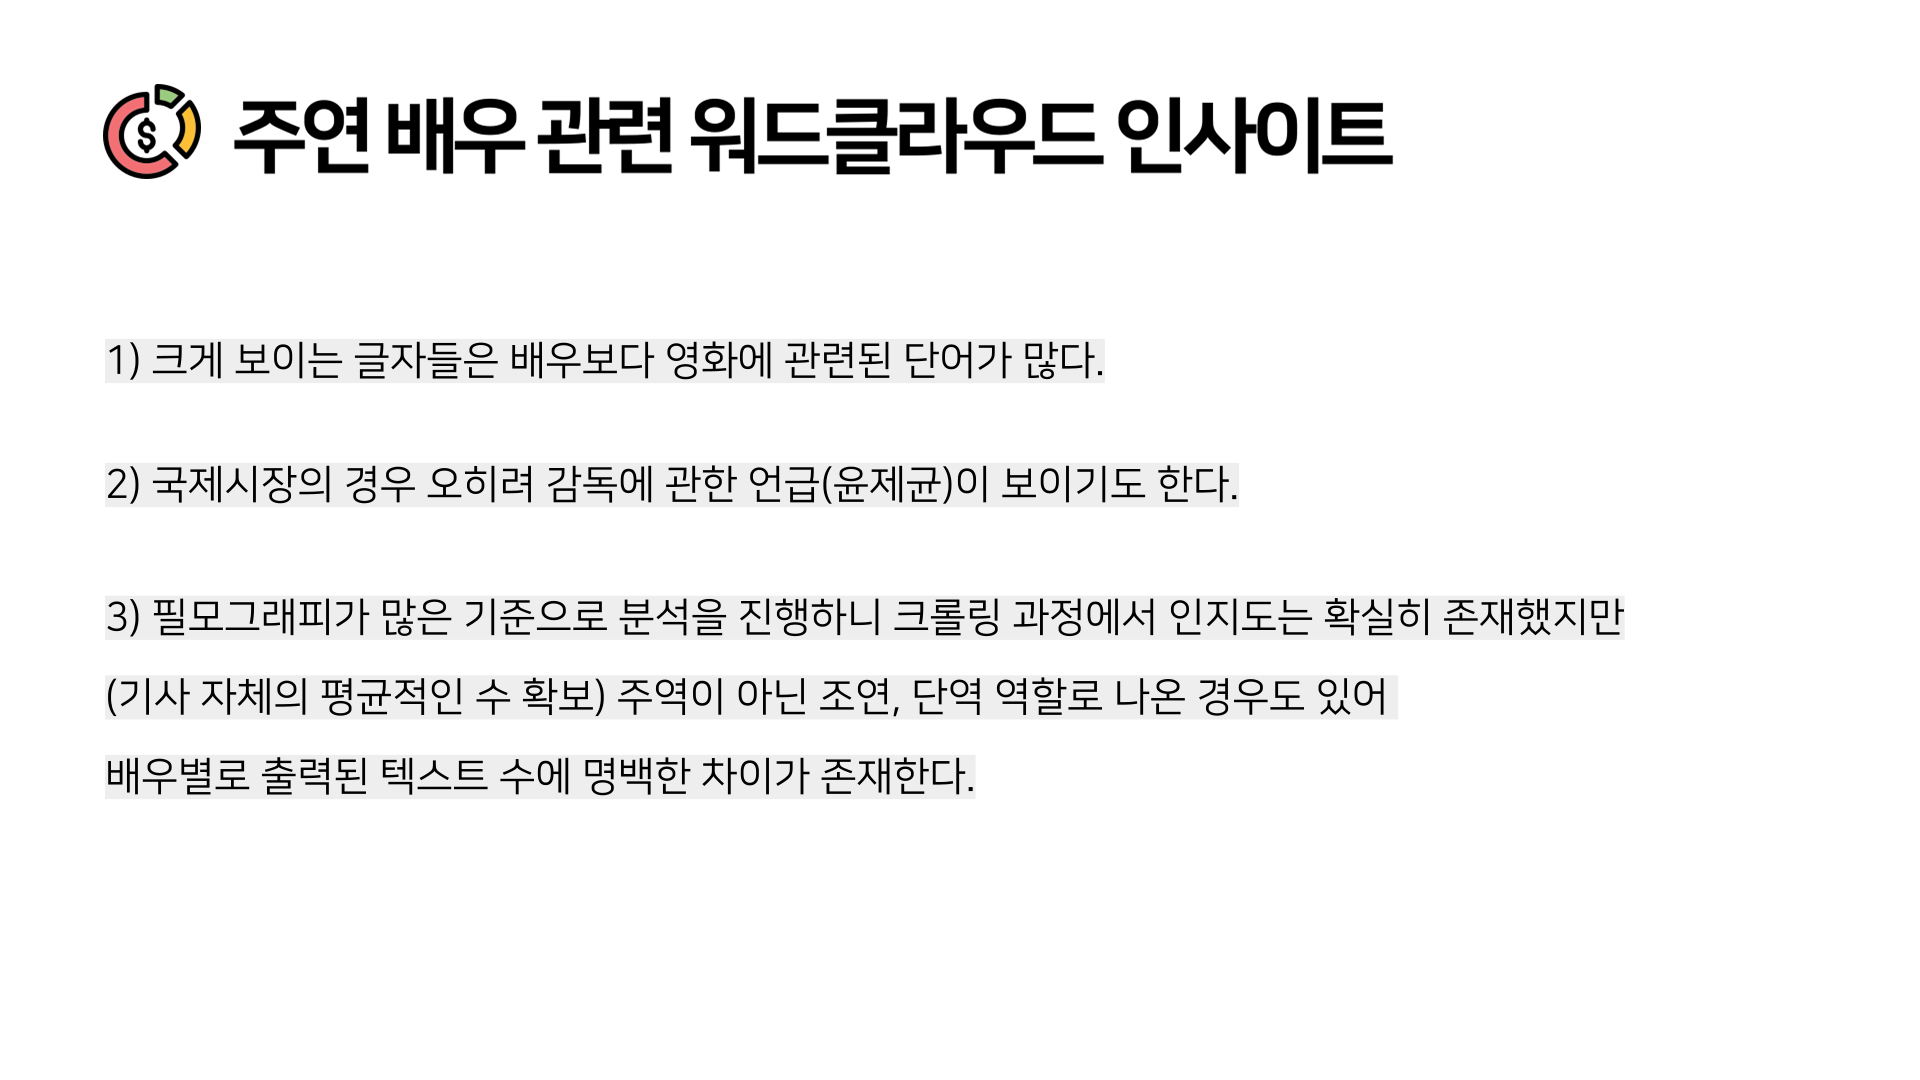 $ 주연 배우 관련 워드클라우드 인사이트
1) 크게 보이는 글자들은 배우보다 영화에 관련된 단어가 많다.
2) 국제시장의 경우 오히려 감독에 관한 언급(윤제균)이 보이기도 한다.
3) 필모그래피가 많은 기준으로 분석을 진행하니 크롤링 과정에서 인지도는 확실히 존재했지만
(기사 자체의 평균적인 수 확보) 주역이 아닌 조연, 단역 역할로 나온 경우도 있어
배우별로 출력된 텍스트 수에 명백한 차이가 존재한다.